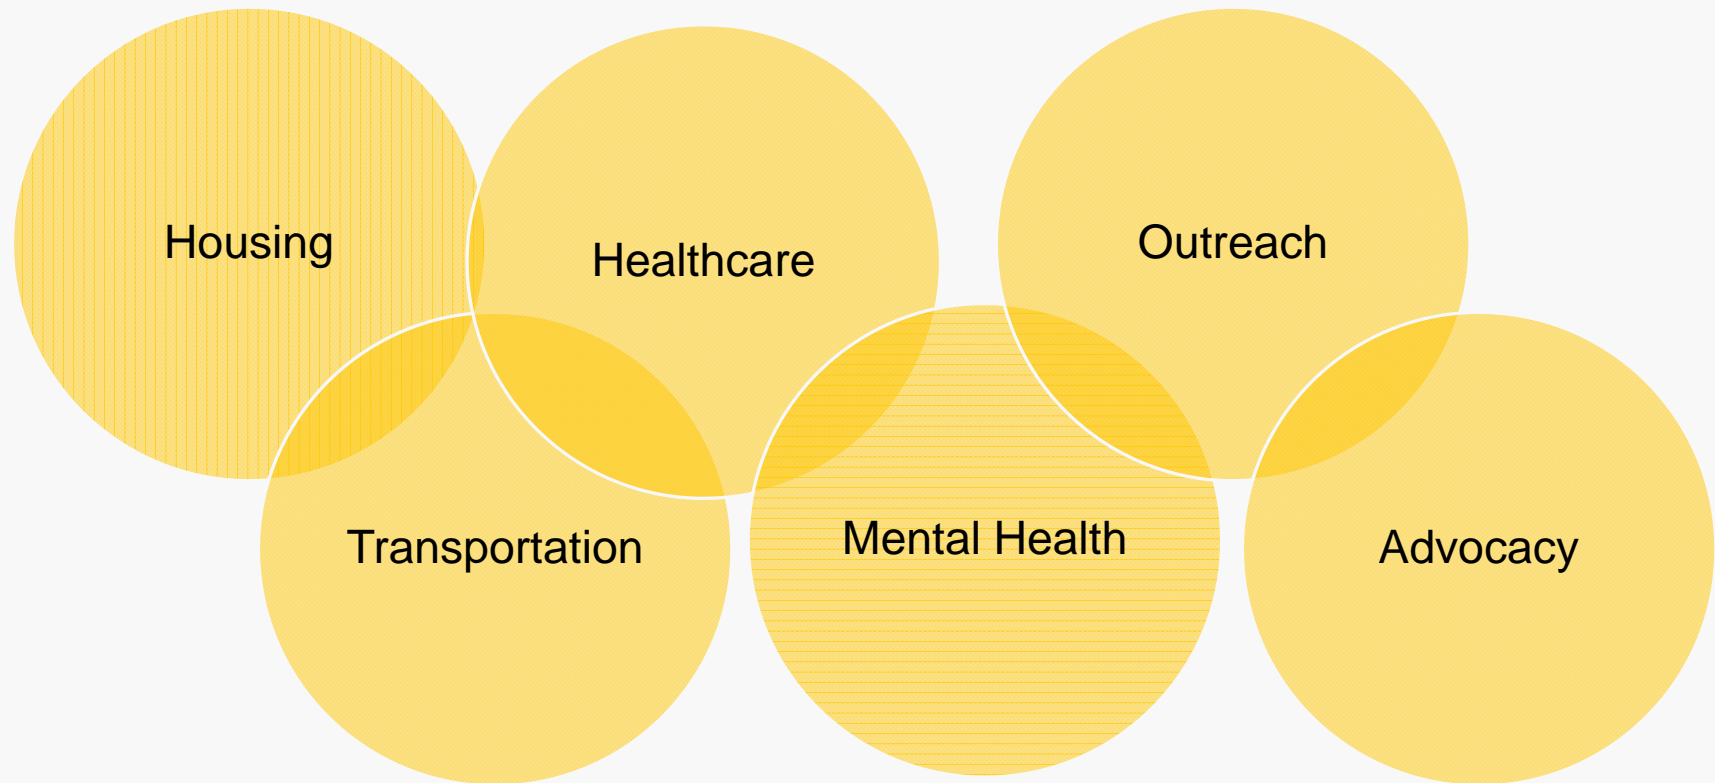 Housing
Healthcare
Outreach
Transportation
Mental Health
Advocacy